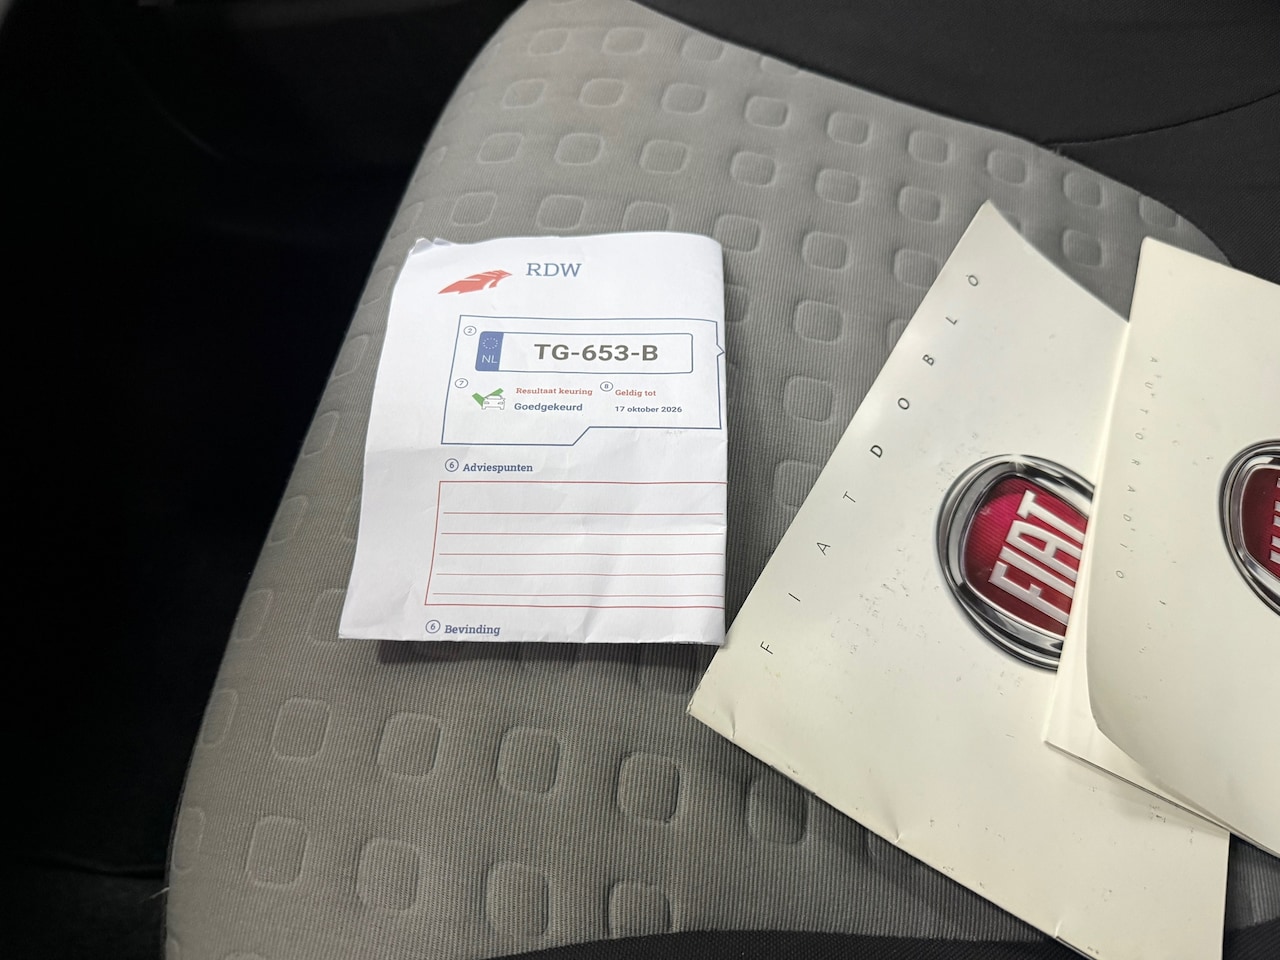 RDW
2
NL
TG-653-B
7
Resultaat keuring
Goedgekeurd
8
Geldig tot
17 oktober 2026
6 Adviespunten
6 Bevinding
FIAT DOBLÒ
FIAT
AUTORADIO